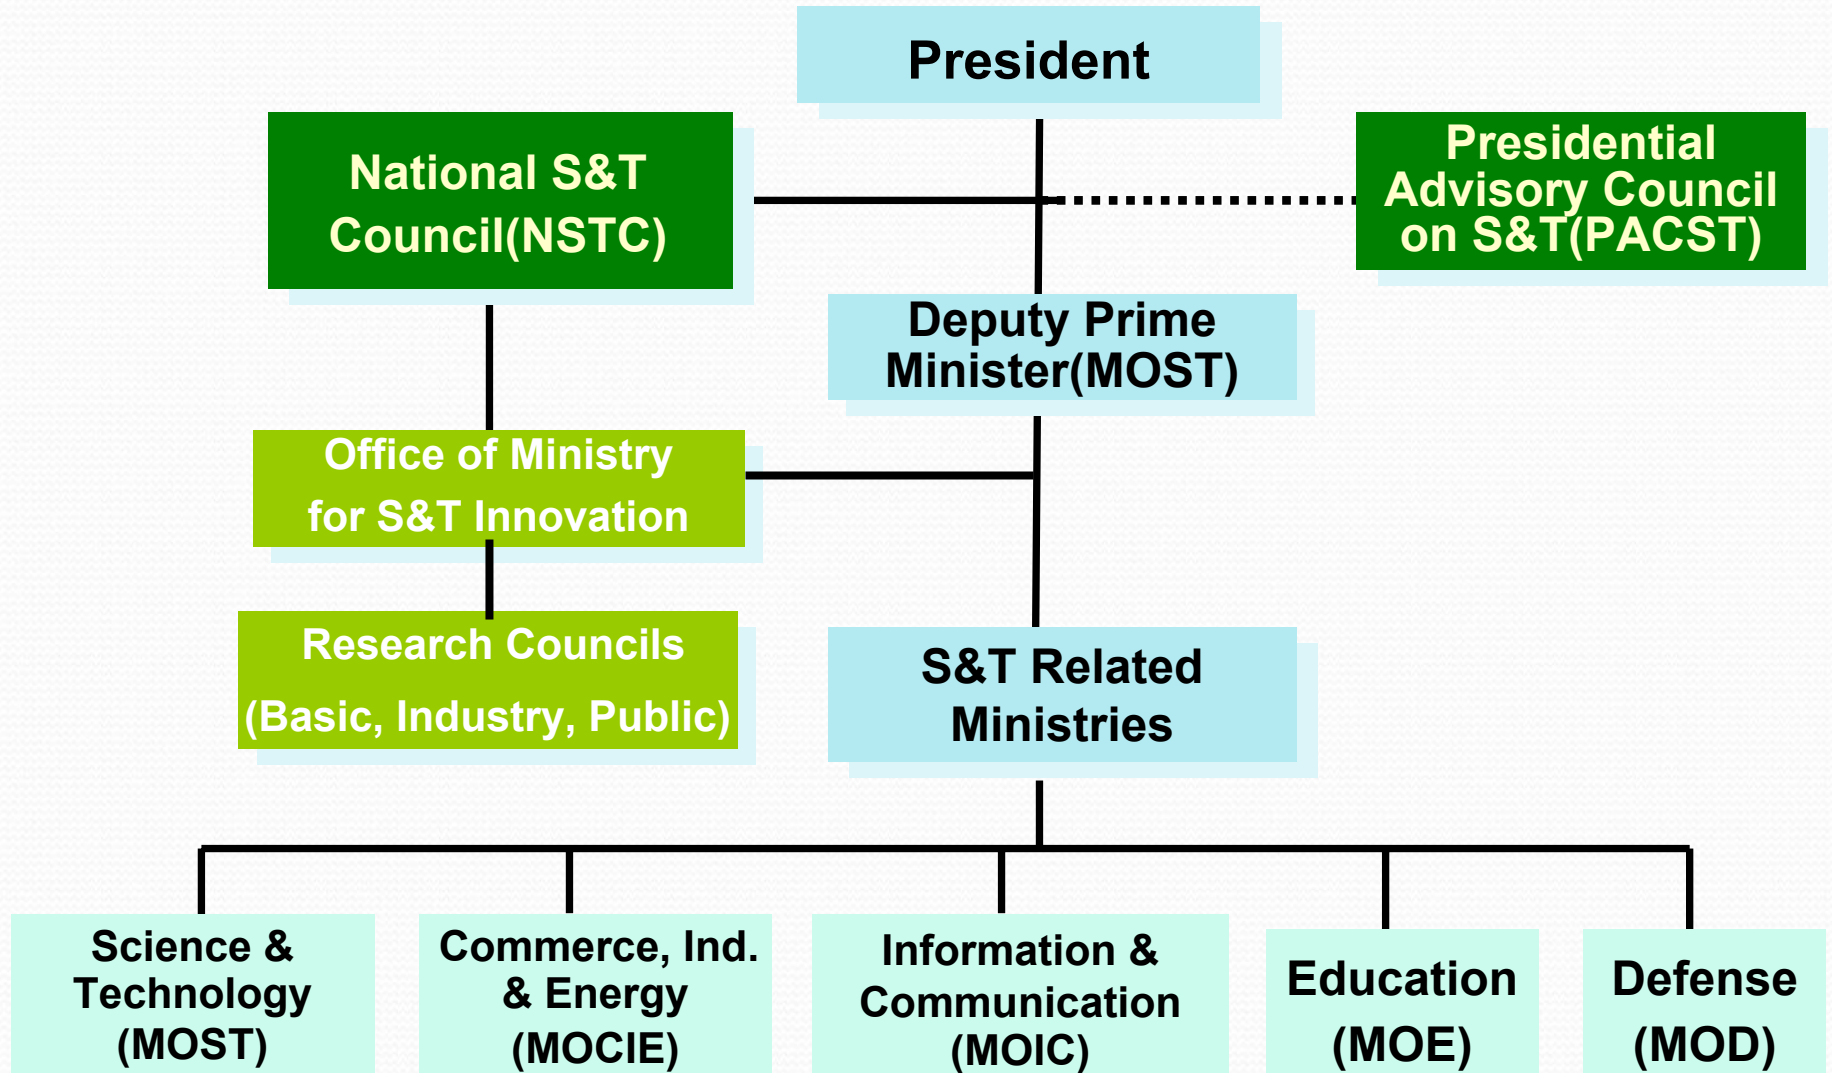 President
National S&T
Council(NSTC)
Presidential
Advisory Council
on S&T(PACST)
Deputy Prime
Minister(MOST)
Office of Ministry
for S&T Innovation
Research Councils
(Basic, Industry, Public)
S&T Related
Ministries
Science &
Technology
(MOST)
Commerce, Ind.
& Energy
(MOCIE)
Information &
Communication
(MOIC)
Education
(MOE)
Defense
(MOD)